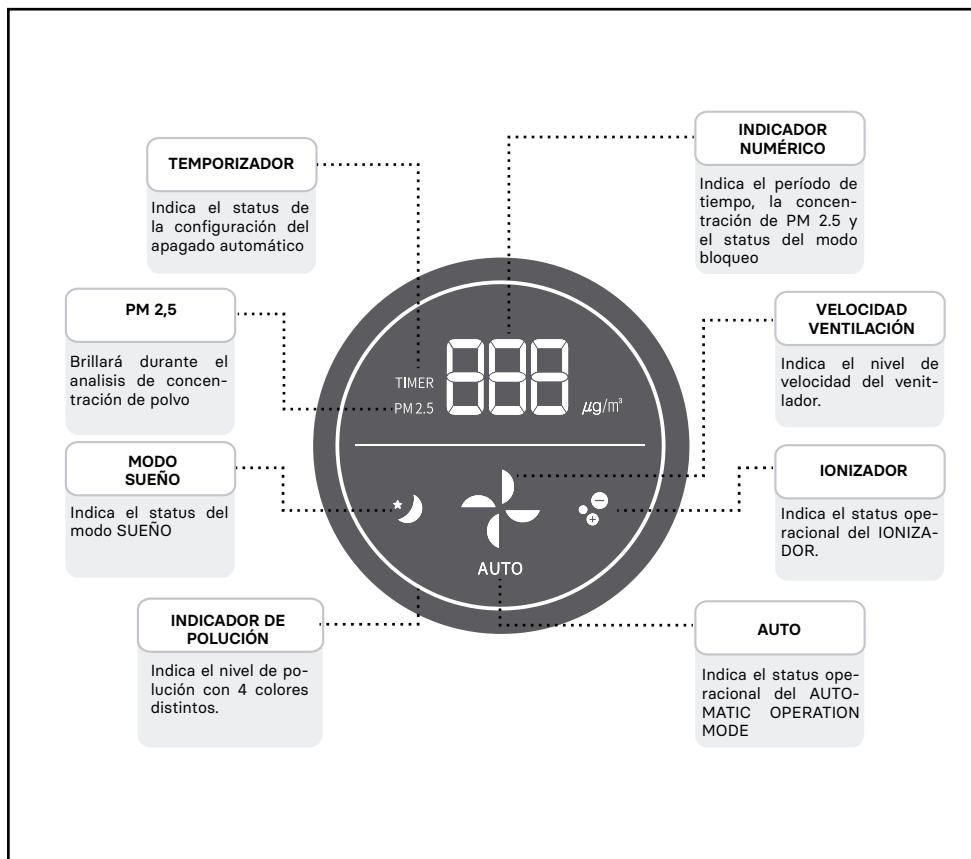 TEMPORIZADOR
Indica el status de
la configuración del
apagado automático
PM 2,5
Brillará durante el
analisis de concen-
tración de polvo
MODO
SUEÑO
Indica el status del
modo SUEÑO
INDICADOR DE
POLUCIÓN
Indica el nivel de po-
lución con 4 colores
distintos.
TIMER
PM2.5
888
μg/m³
AUTO
INDICADOR
NUMÉRICO
Indica el período de
tiempo, la concen-
tración de PM 2.5 y
el status del modo
bloqueo
VELOCIDAD
VENTILACIÓN
Indica el nivel de
velocidad del venit-
lador.
IONIZADOR
Indica el status ope-
racional del IONIZA-
DOR.
AUTO
Indica el status ope-
racional del AUTO-
MATIC OPERATION
MODE